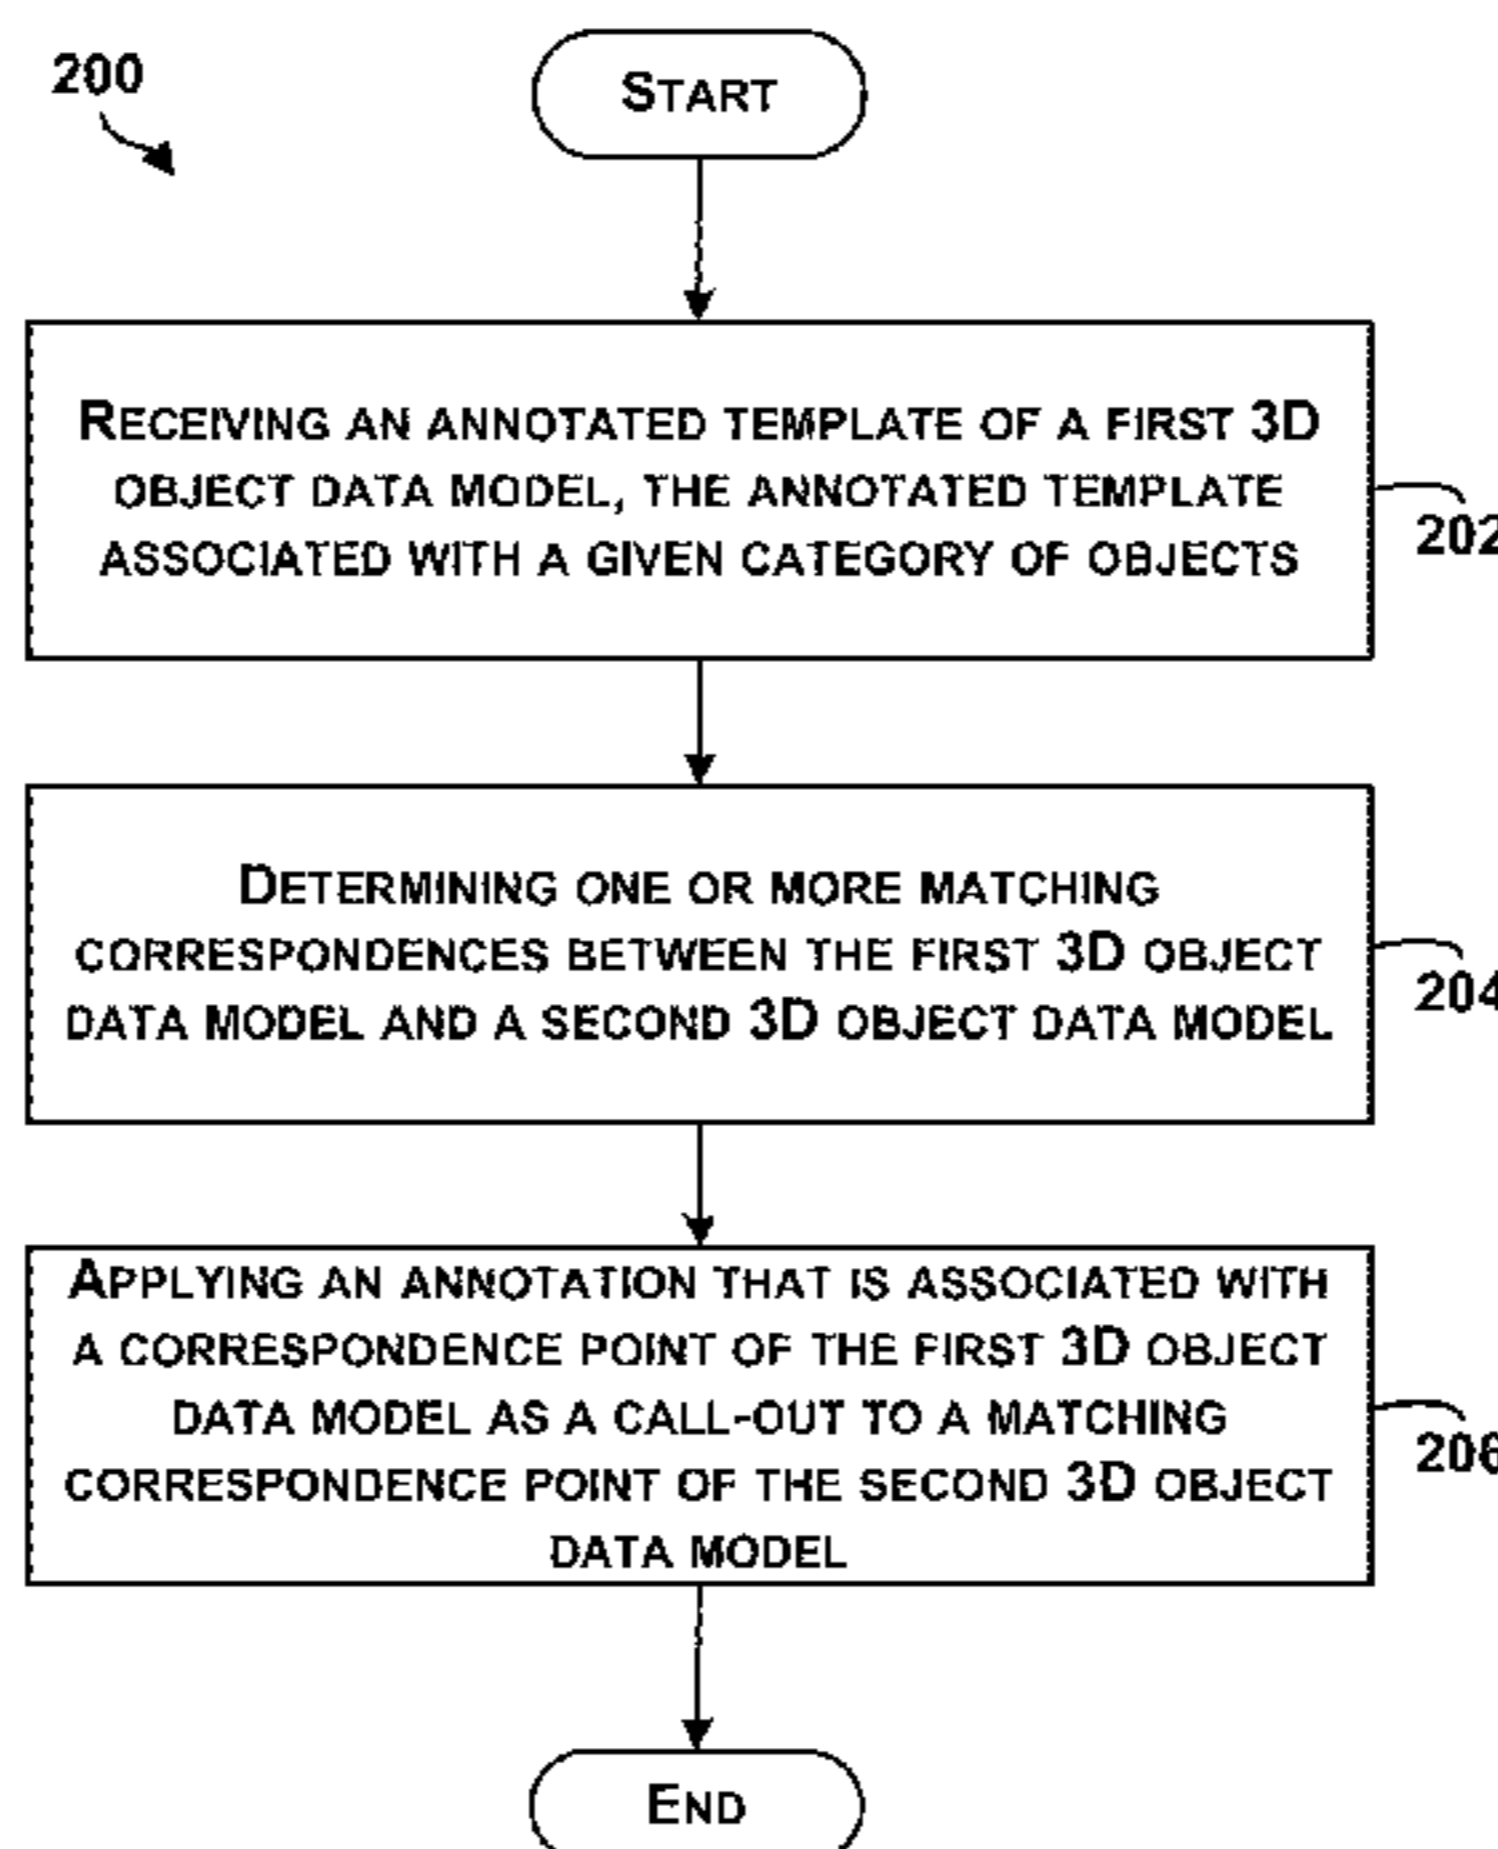 200
START
RECEIVING AN ANNOTATED TEMPLATE OF A FIRST 3D
OBJECT DATA MODEL, THE ANNOTATED TEMPLATE
ASSOCIATED WITH A GIVEN CATEGORY OF OBJECTS
202
DETERMINING ONE OR MORE MATCHING
CORRESPONDENCES BETWEEN THE FIRST 3D OBJECT
DATA MODEL AND A SECOND 3D OBJECT DATA MODEL
204
APPLYING AN ANNOTATION THAT IS ASSOCIATED WITH
A CORRESPONDENCE POINT OF THE FIRST 3D OBJECT
DATA MODEL AS A CALL-OUT TO A MATCHING
CORRESPONDENCE POINT OF THE SECOND 3D OBJECT
DATA MODEL
206
END